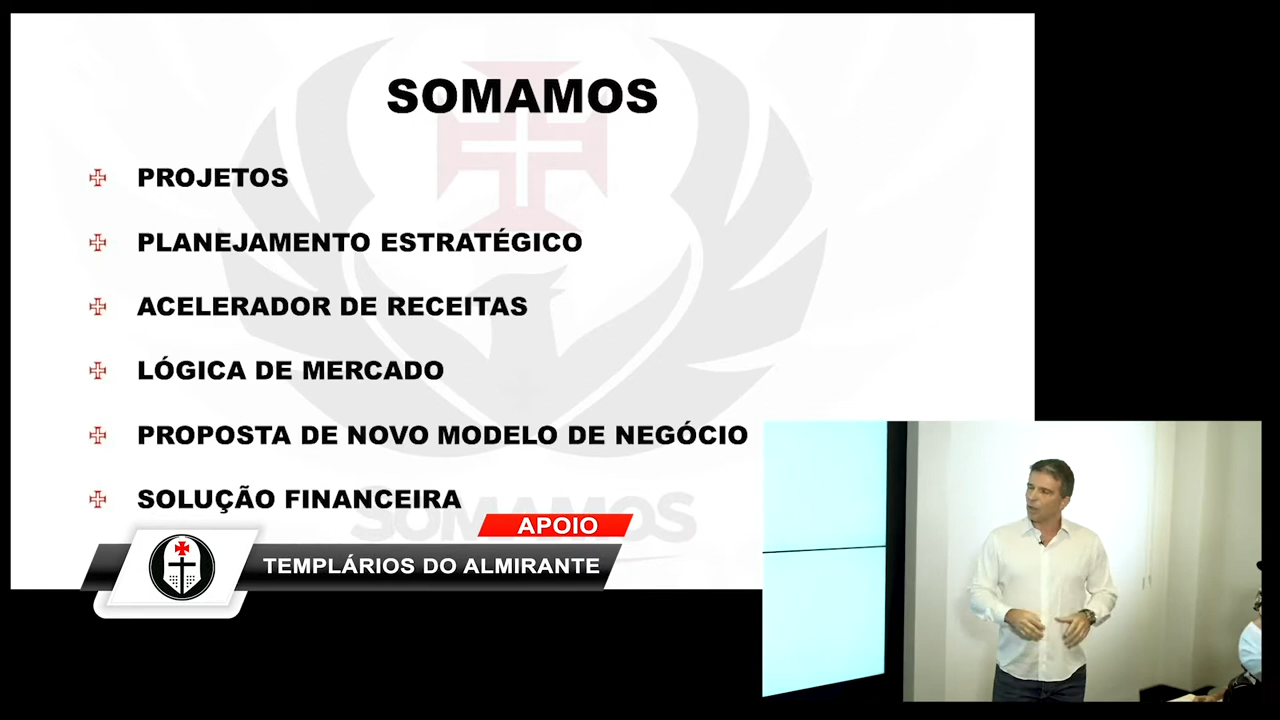 SOMAMOS
PROJETOS
PLANEJAMENTO ESTRATÉGICO
ACELERADOR DE RECEITAS
LÓGICA DE MERCADO
PROPOSTA DE NOVO MODELO DE NEGÓCIO
SOLUÇÃO FINANCEIRA
SOMAMOS
APOIO
TEMPLÁRIOS DO ALMIRANTE